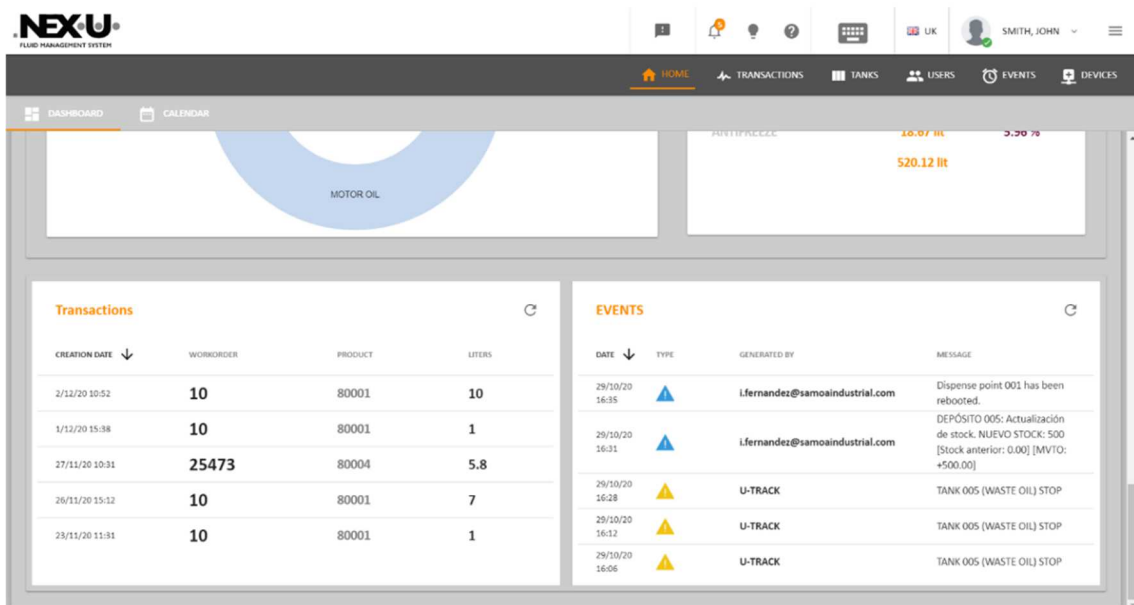 .NEX·U·
FLUID MANAGEMENT SYSTEM
5
UK
SMITH, JOHN
HOME
TRANSACTIONS
TANKS
USERS
EVENTS
DEVICES
DASHBOARD
CALENDAR
MOTOR OIL
ANTIFREEZE 18.67 lit 5.96 %
520.12 lit
Transactions
CREATION DATE WORKORDER PRODUCT LITERS
2/12/20 10:52 10 80001 10
1/12/20 15:38 10 80001 1
27/11/20 10:31 25473 80004 5.8
26/11/20 15:12 10 80001 7
23/11/20 11:31 10 80001 1
EVENTS
DATE TYPE GENERATED BY MESSAGE
29/10/20
16:35
i.fernandez@samoaindustrial.com
Dispense point 001 has been
rebooted.
29/10/20
16:31
i.fernandez@samoaindustrial.com
DEPÓSITO 005: Actualización
de stock. NUEVO STOCK: 500
[Stock anterior: 0.00] [MVTO:
+500.00]
29/10/20
16:28
U-TRACK
TANK 005 (WASTE OIL) STOP
29/10/20
16:12
U-TRACK
TANK 005 (WASTE OIL) STOP
29/10/20
16:06
U-TRACK
TANK 005 (WASTE OIL) STOP